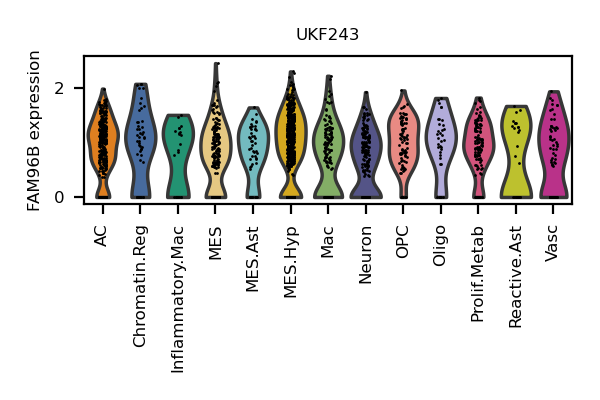 UKF243
FAM96B expression
2
0
AC
Chromatin.Reg
Inflammatory.Mac
MES
MES.Ast
MES.Hyp
Mac
Neuron
OPC
Oligo
Prolif.Metab
Reactive.Ast
Vasc